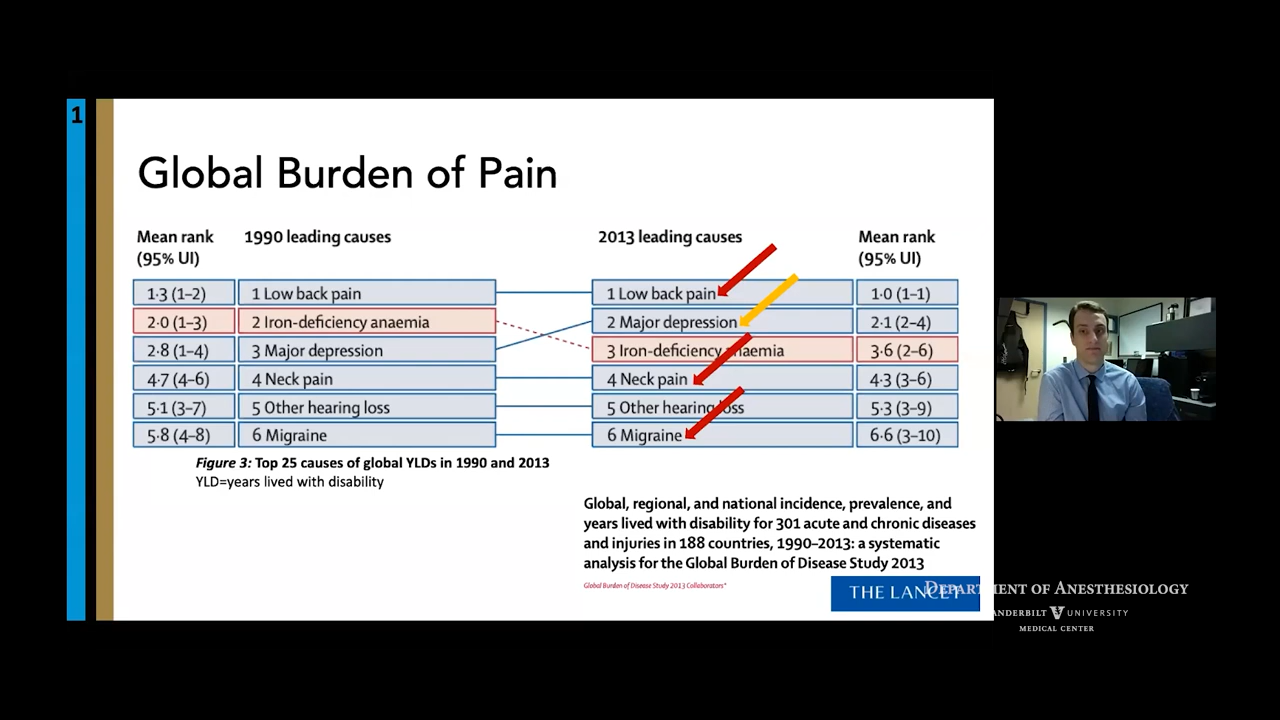 1
Global Burden of Pain
Mean rank (95% UI) 1990 leading causes 2013 leading causes Mean rank (95% UI)
1·3 (1–2) 1 Low back pain 1 Low back pain 1·0 (1–1)
2·0 (1–3) 2 Iron-deficiency anaemia 2 Major depression 2·1 (2–4)
2·8 (1–4) 3 Major depression 3 Iron-deficiency anaemia 3·6 (2–6)
4·7 (4–6) 4 Neck pain 4 Neck pain 4·3 (3–6)
5·1 (3–7) 5 Other hearing loss 5 Other hearing loss 5·3 (3–9)
5·8 (4–8) 6 Migraine 6 Migraine 6·6 (3–10)
Figure 3: Top 25 causes of global YLDs in 1990 and 2013
YLD=years lived with disability
Global, regional, and national incidence, prevalence, and
years lived with disability for 301 acute and chronic diseases
and injuries in 188 countries, 1990–2013: a systematic
analysis for the Global Burden of Disease Study 2013
Global Burden of Disease Study 2013 Collaborators*
THE LANCET
DEPARTMENT OF ANESTHESIOLOGY
VANDERBILT UNIVERSITY
MEDICAL CENTER